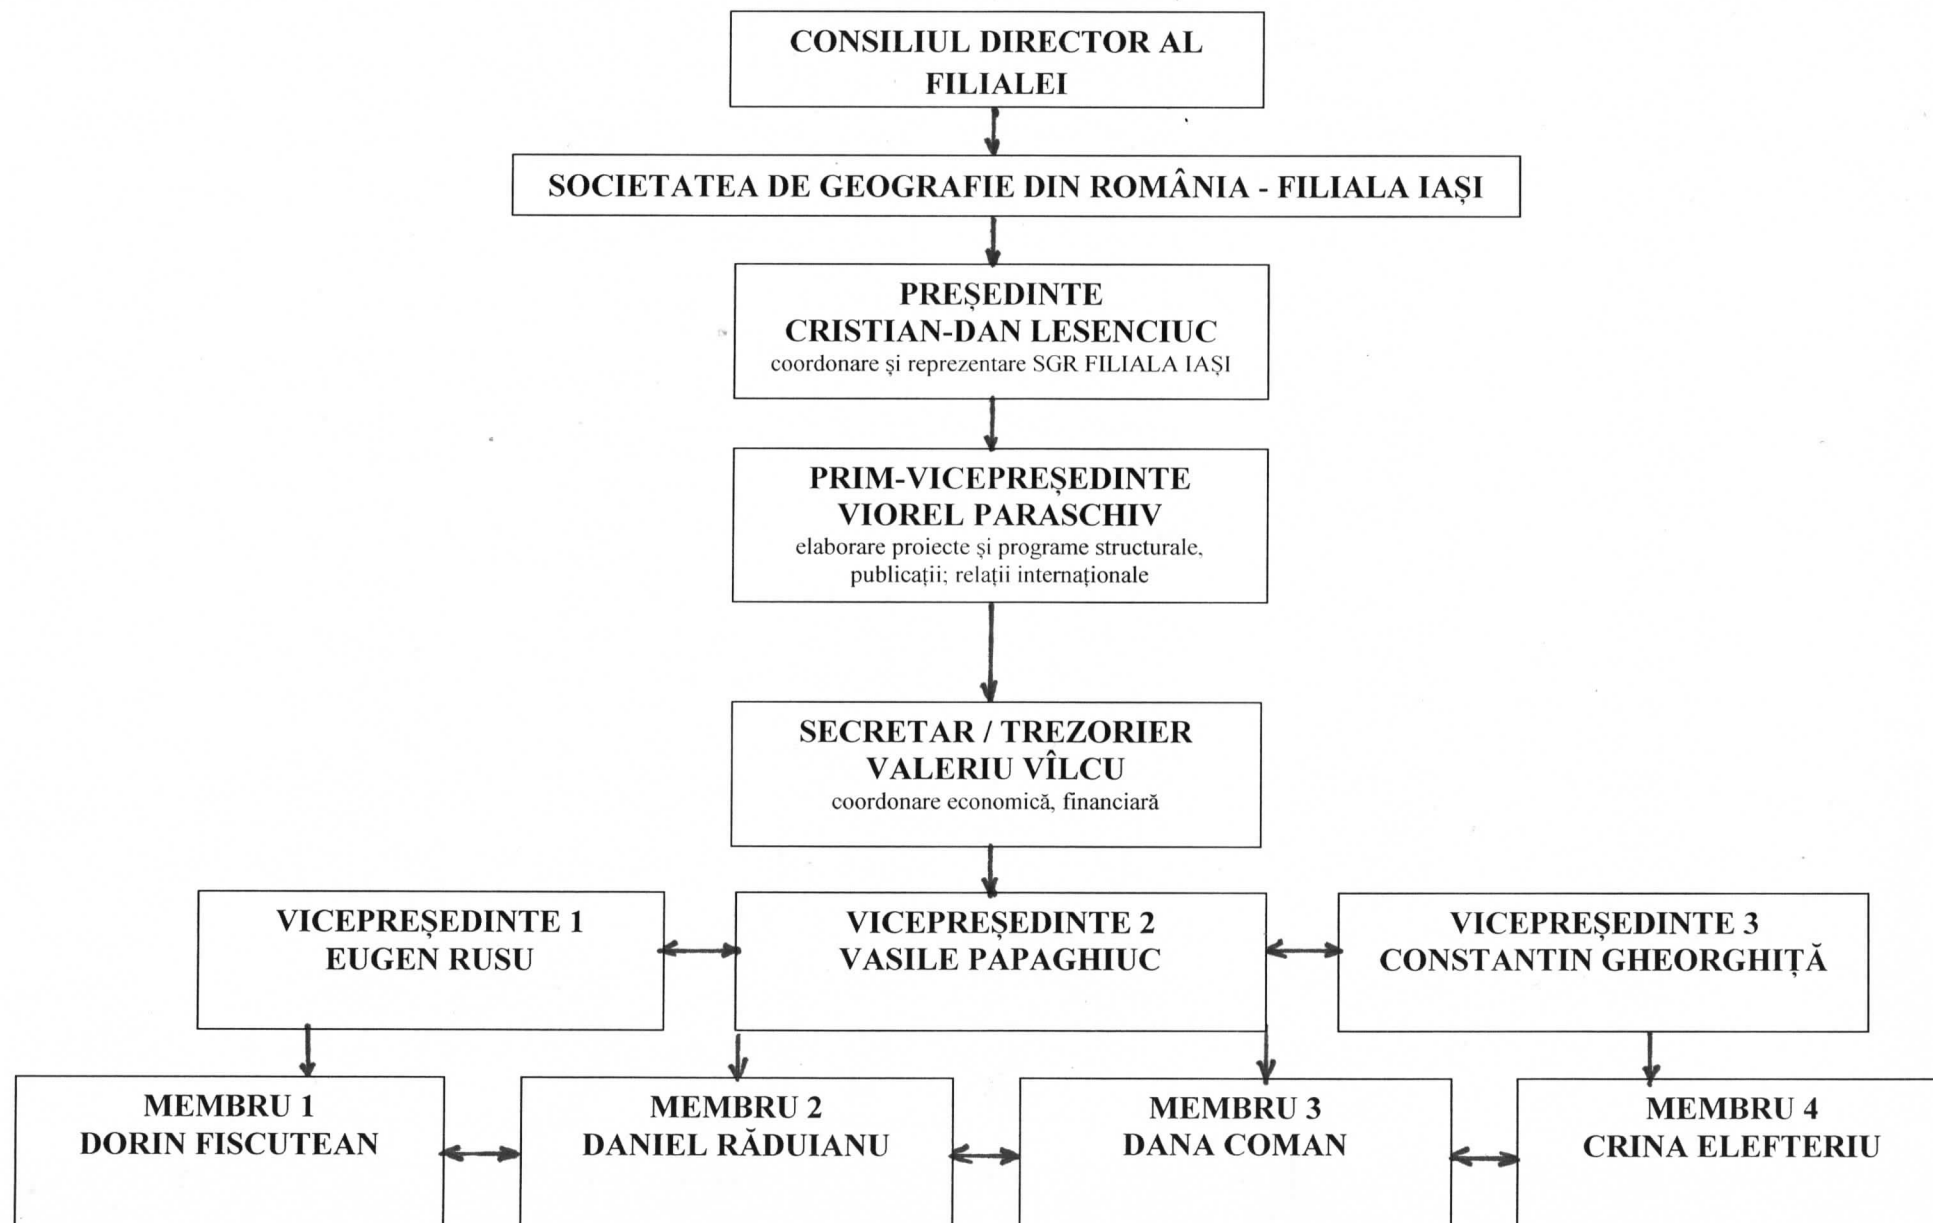 CONSILIUL DIRECTOR AL
FILIALEI
SOCIETATEA DE GEOGRAFIE DIN ROMÂNIA - FILIALA IAȘI
PREȘEDINTE
CRISTIAN-DAN LESENCIUC
coordonare și reprezentare SGR FILIALA IAȘI
PRIM-VICEPREȘEDINTE
VIOREL PARASCHIV
elaborare proiecte și programe structurale,
publicații; relații internaționale
SECRETAR / TREZORIER
VALERIU VÎLCU
coordonare economică, financiară
VICEPREȘEDINTE 1
EUGEN RUSU
VICEPREȘEDINTE 2
VASILE PAPAGHIUC
VICEPREȘEDINTE 3
CONSTANTIN GHEORGHIȚĂ
MEMBRU 1
DORIN FISCUTEAN
MEMBRU 2
DANIEL RĂDUIANU
MEMBRU 3
DANA COMAN
MEMBRU 4
CRINA ELEFTERIU